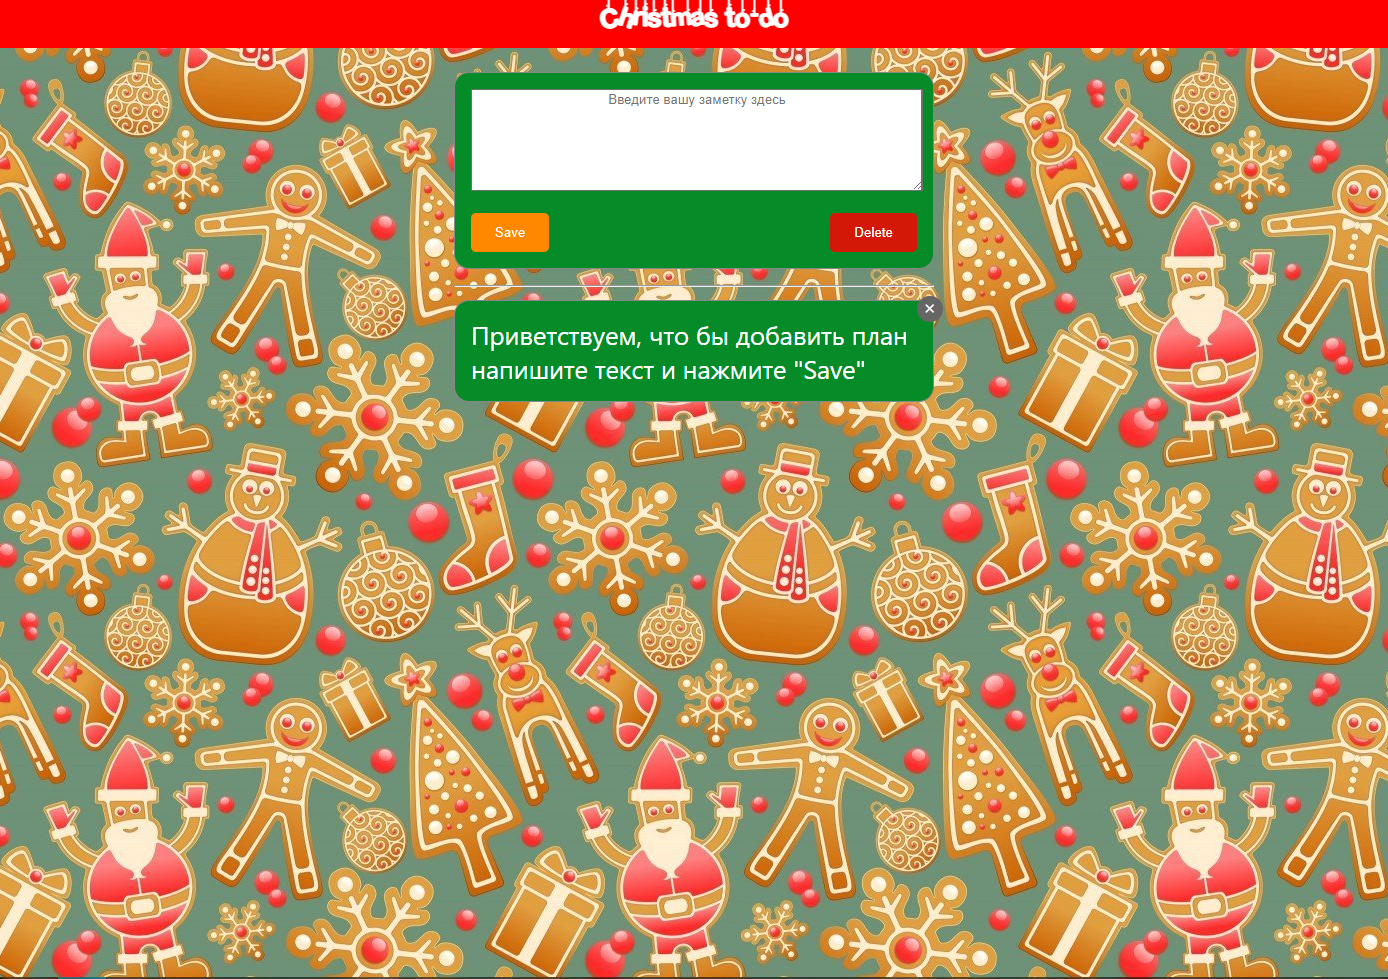 Christmas to-do
Введите вашу заметку здесь
Save
Delete
×
Приветствуем, что бы добавить план
напишите текст и нажмите "Save"